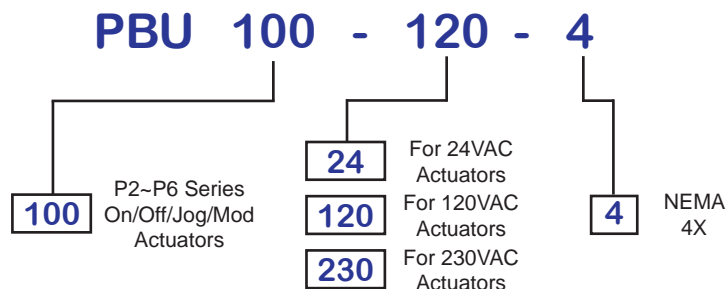 PBU 100 - 120 - 4
100
P2~P6 Series
On/Off/Jog/Mod
Actuators
24
For 24VAC
Actuators
120
For 120VAC
Actuators
230
For 230VAC
Actuators
4
NEMA
4X